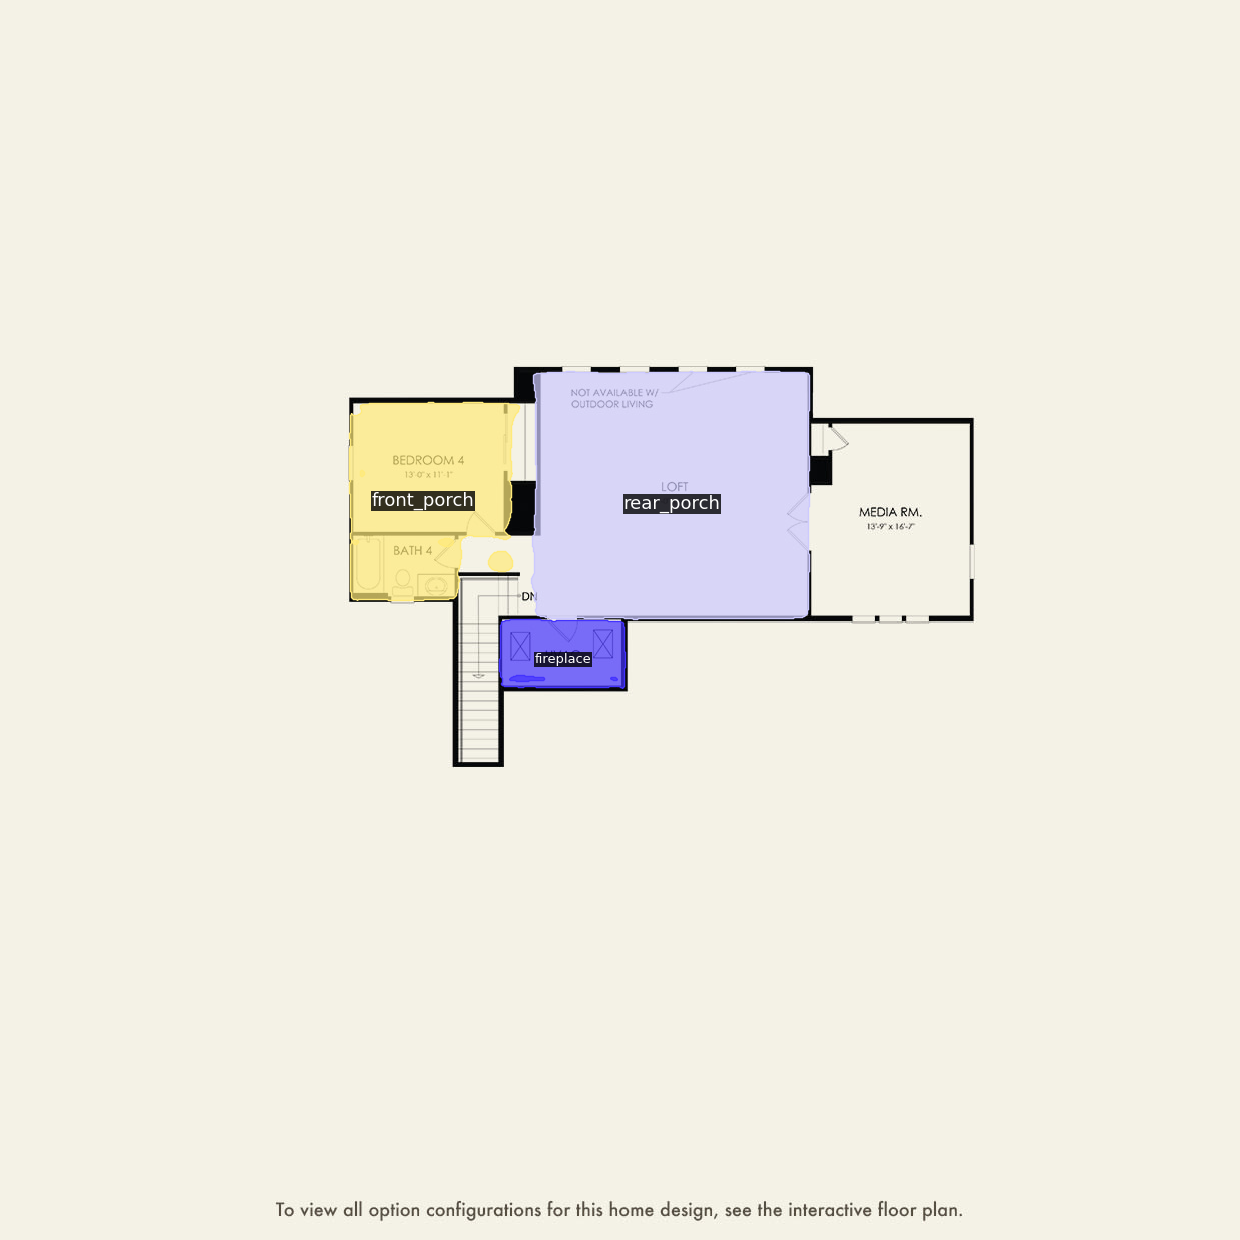 NOT AVAILABLE W/
OUTDOOR LIVING
BEDROOM 4
13'-0" x 11'-1"
front_porch
LOFT
rear_porch
MEDIA RM.
13'-9" x 16'-7"
BATH 4
DN
fireplace
To view all option configurations for this home design, see the interactive floor plan.